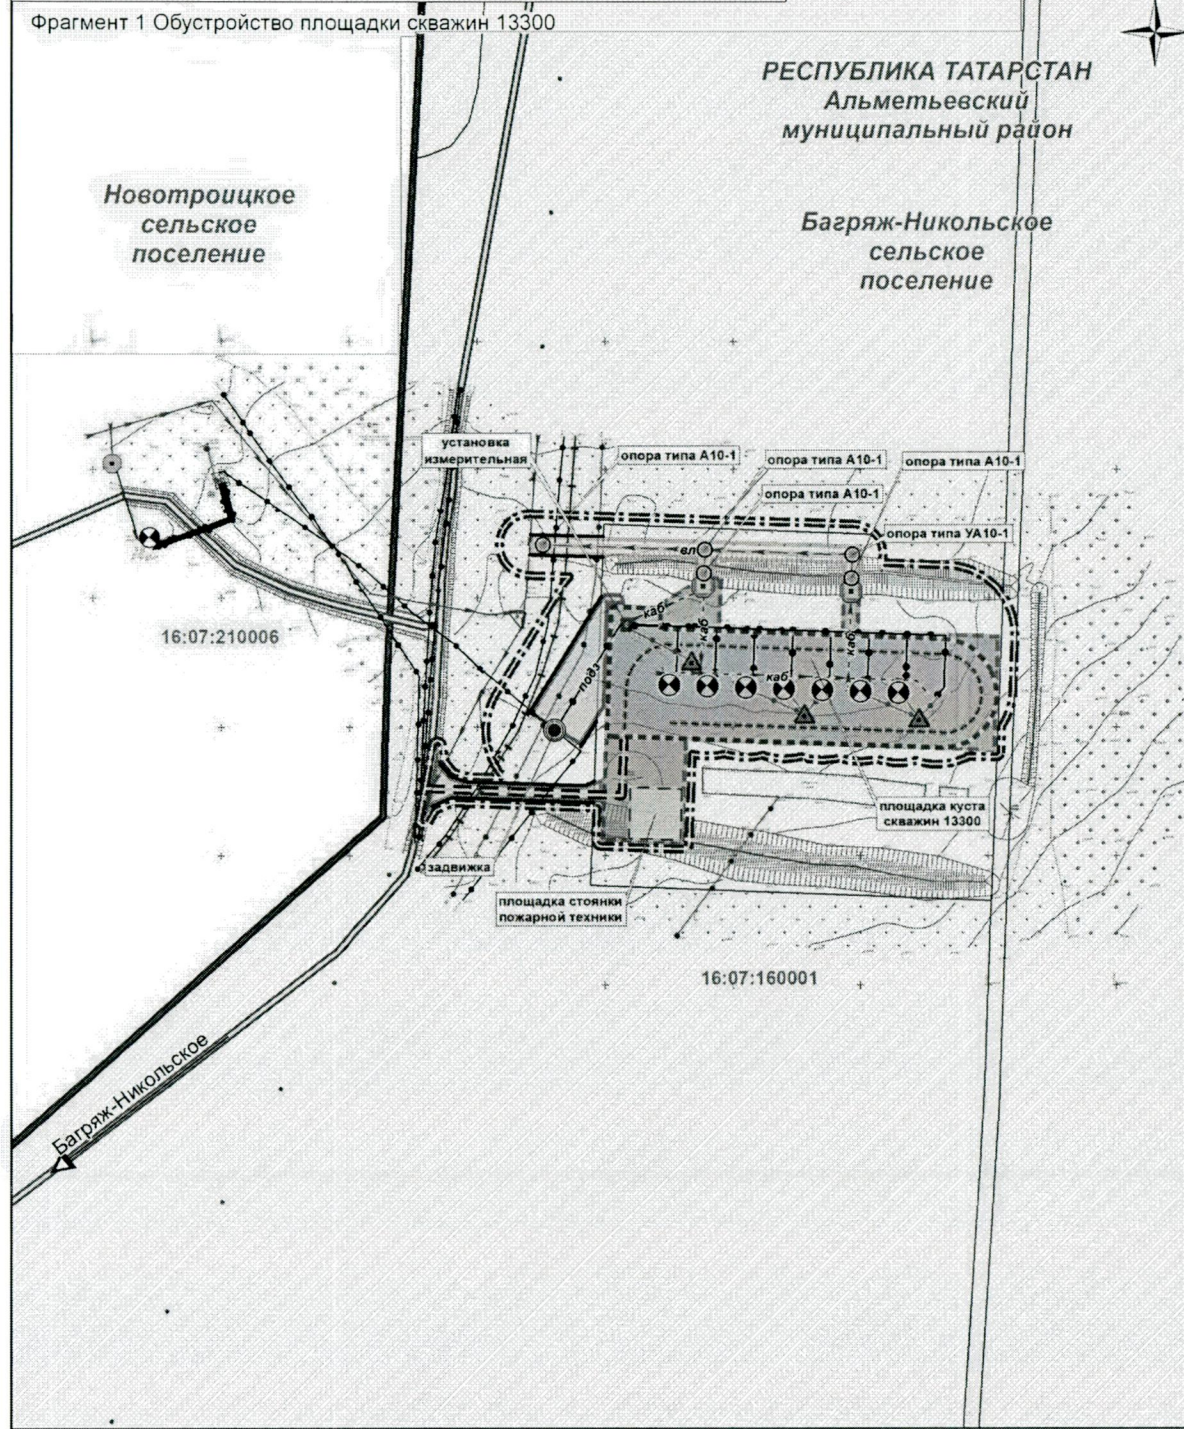 Фрагмент 1 Обустройство площадки скважин 13300
РЕСПУБЛИКА ТАТАРСТАН
Альметьевский
муниципальный район
Новотроицкое
сельское
поселение
Багряж-Никольское
сельское
поселение
установка
измерительная
опора типа А10-1
опора типа А10-1
опора типа А10-1
опора типа А10-1
опора типа УА10-1
вл
каб
каб
каб
каб
подз
16:07:210006
площадка куста
скважин 13300
задвижка
площадка стоянки
пожарной техники
16:07:160001
Багряж-Никольское